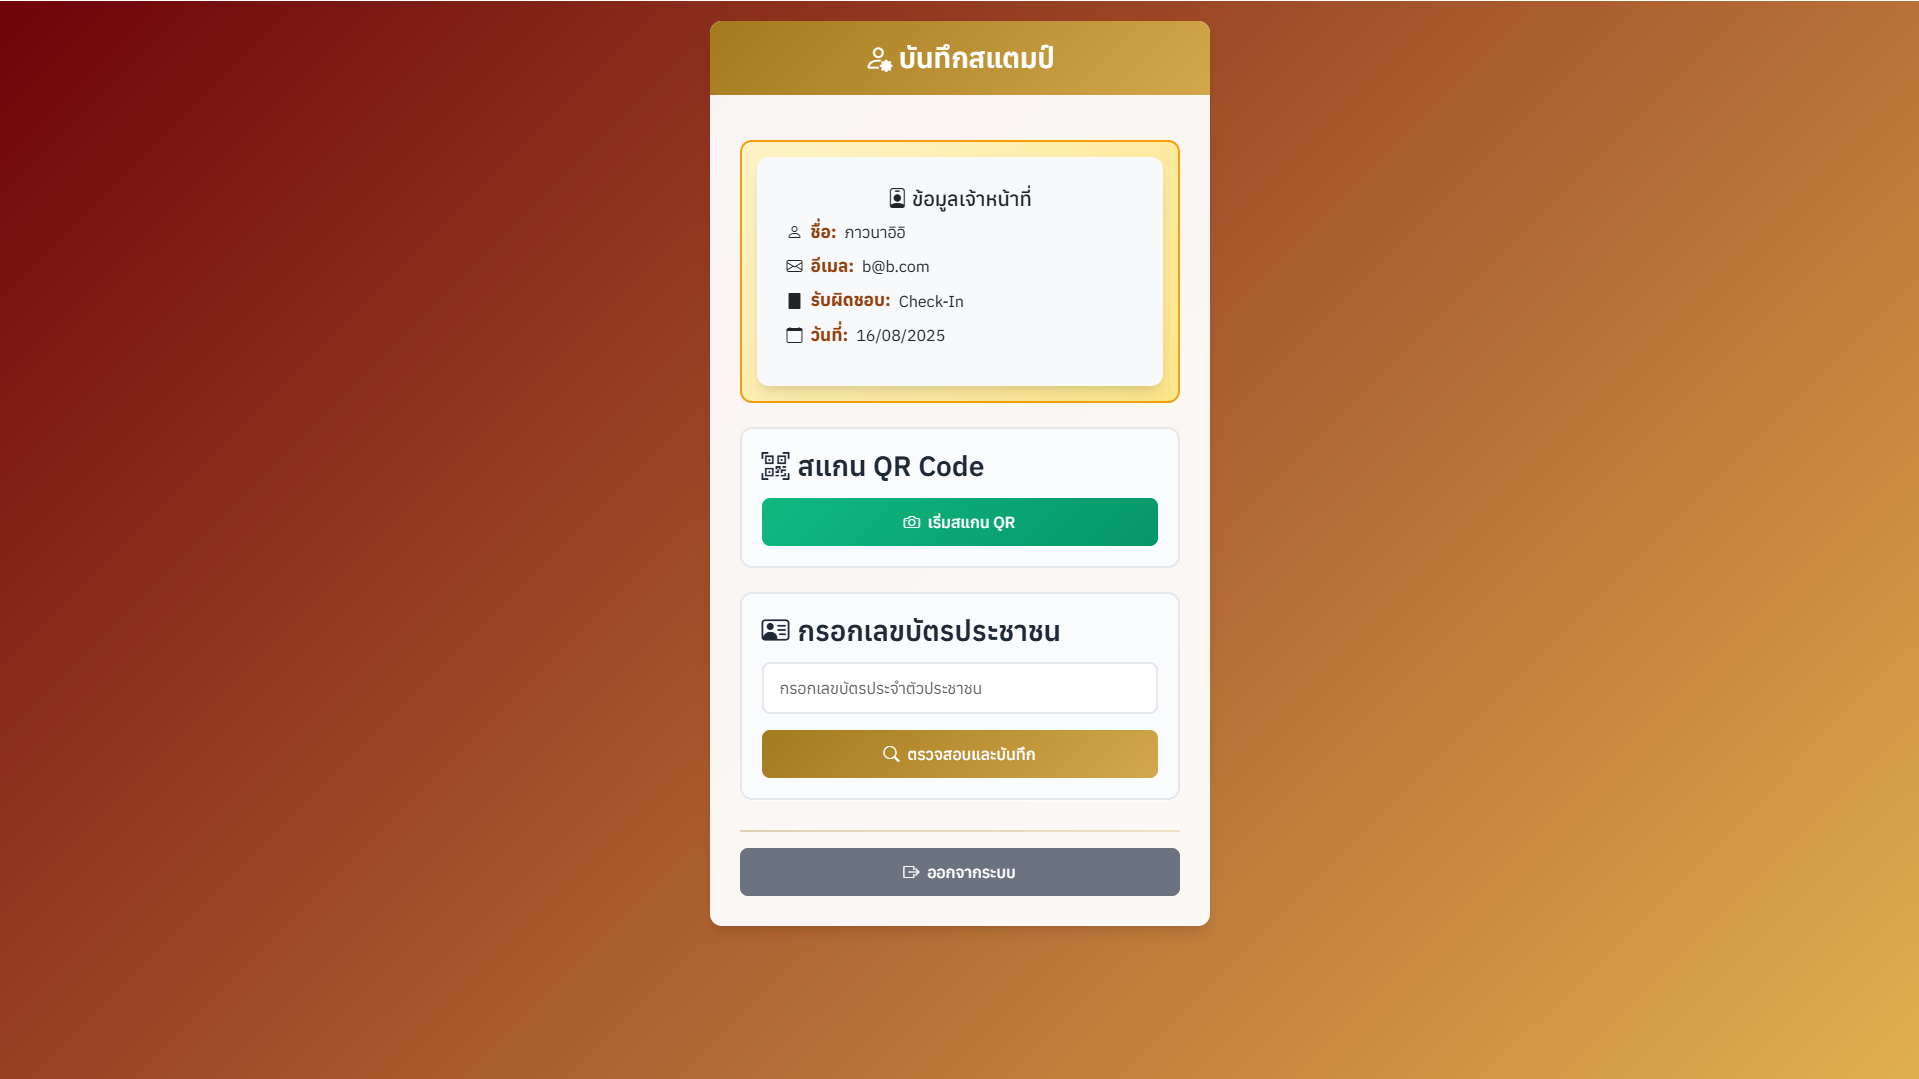 บันทึกสแตมป์
ข้อมูลเจ้าหน้าที่
ชื่อ: ภาวนาอิอิ
อีเมล: b@b.com
รับผิดชอบ: Check-In
วันที่: 16/08/2025
สแกน QR Code
เริ่มสแกน QR
กรอกเลขบัตรประชาชน
กรอกเลขบัตรประจำตัวประชาชน
ตรวจสอบและบันทึก
ออกจากระบบ